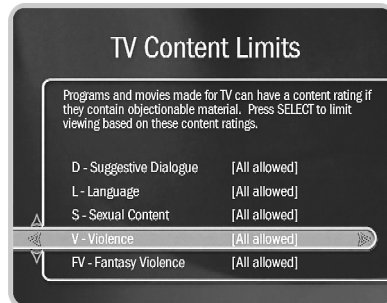 TV Content Limits
Programs and movies made for TV can have a content rating if
they contain objectionable material. Press SELECT to limit
viewing based on these content ratings.
D - Suggestive Dialogue [All allowed]
L - Language [All allowed]
S - Sexual Content [All allowed]
V - Violence [All allowed]
FV - Fantasy Violence [All allowed]